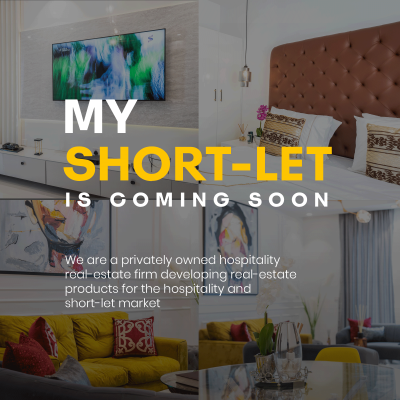 MY
SHORT-LET
IS COMING SOON
We are a privately owned hospitality
real-estate firm developing real-estate
products for the hospitality and
short-let market